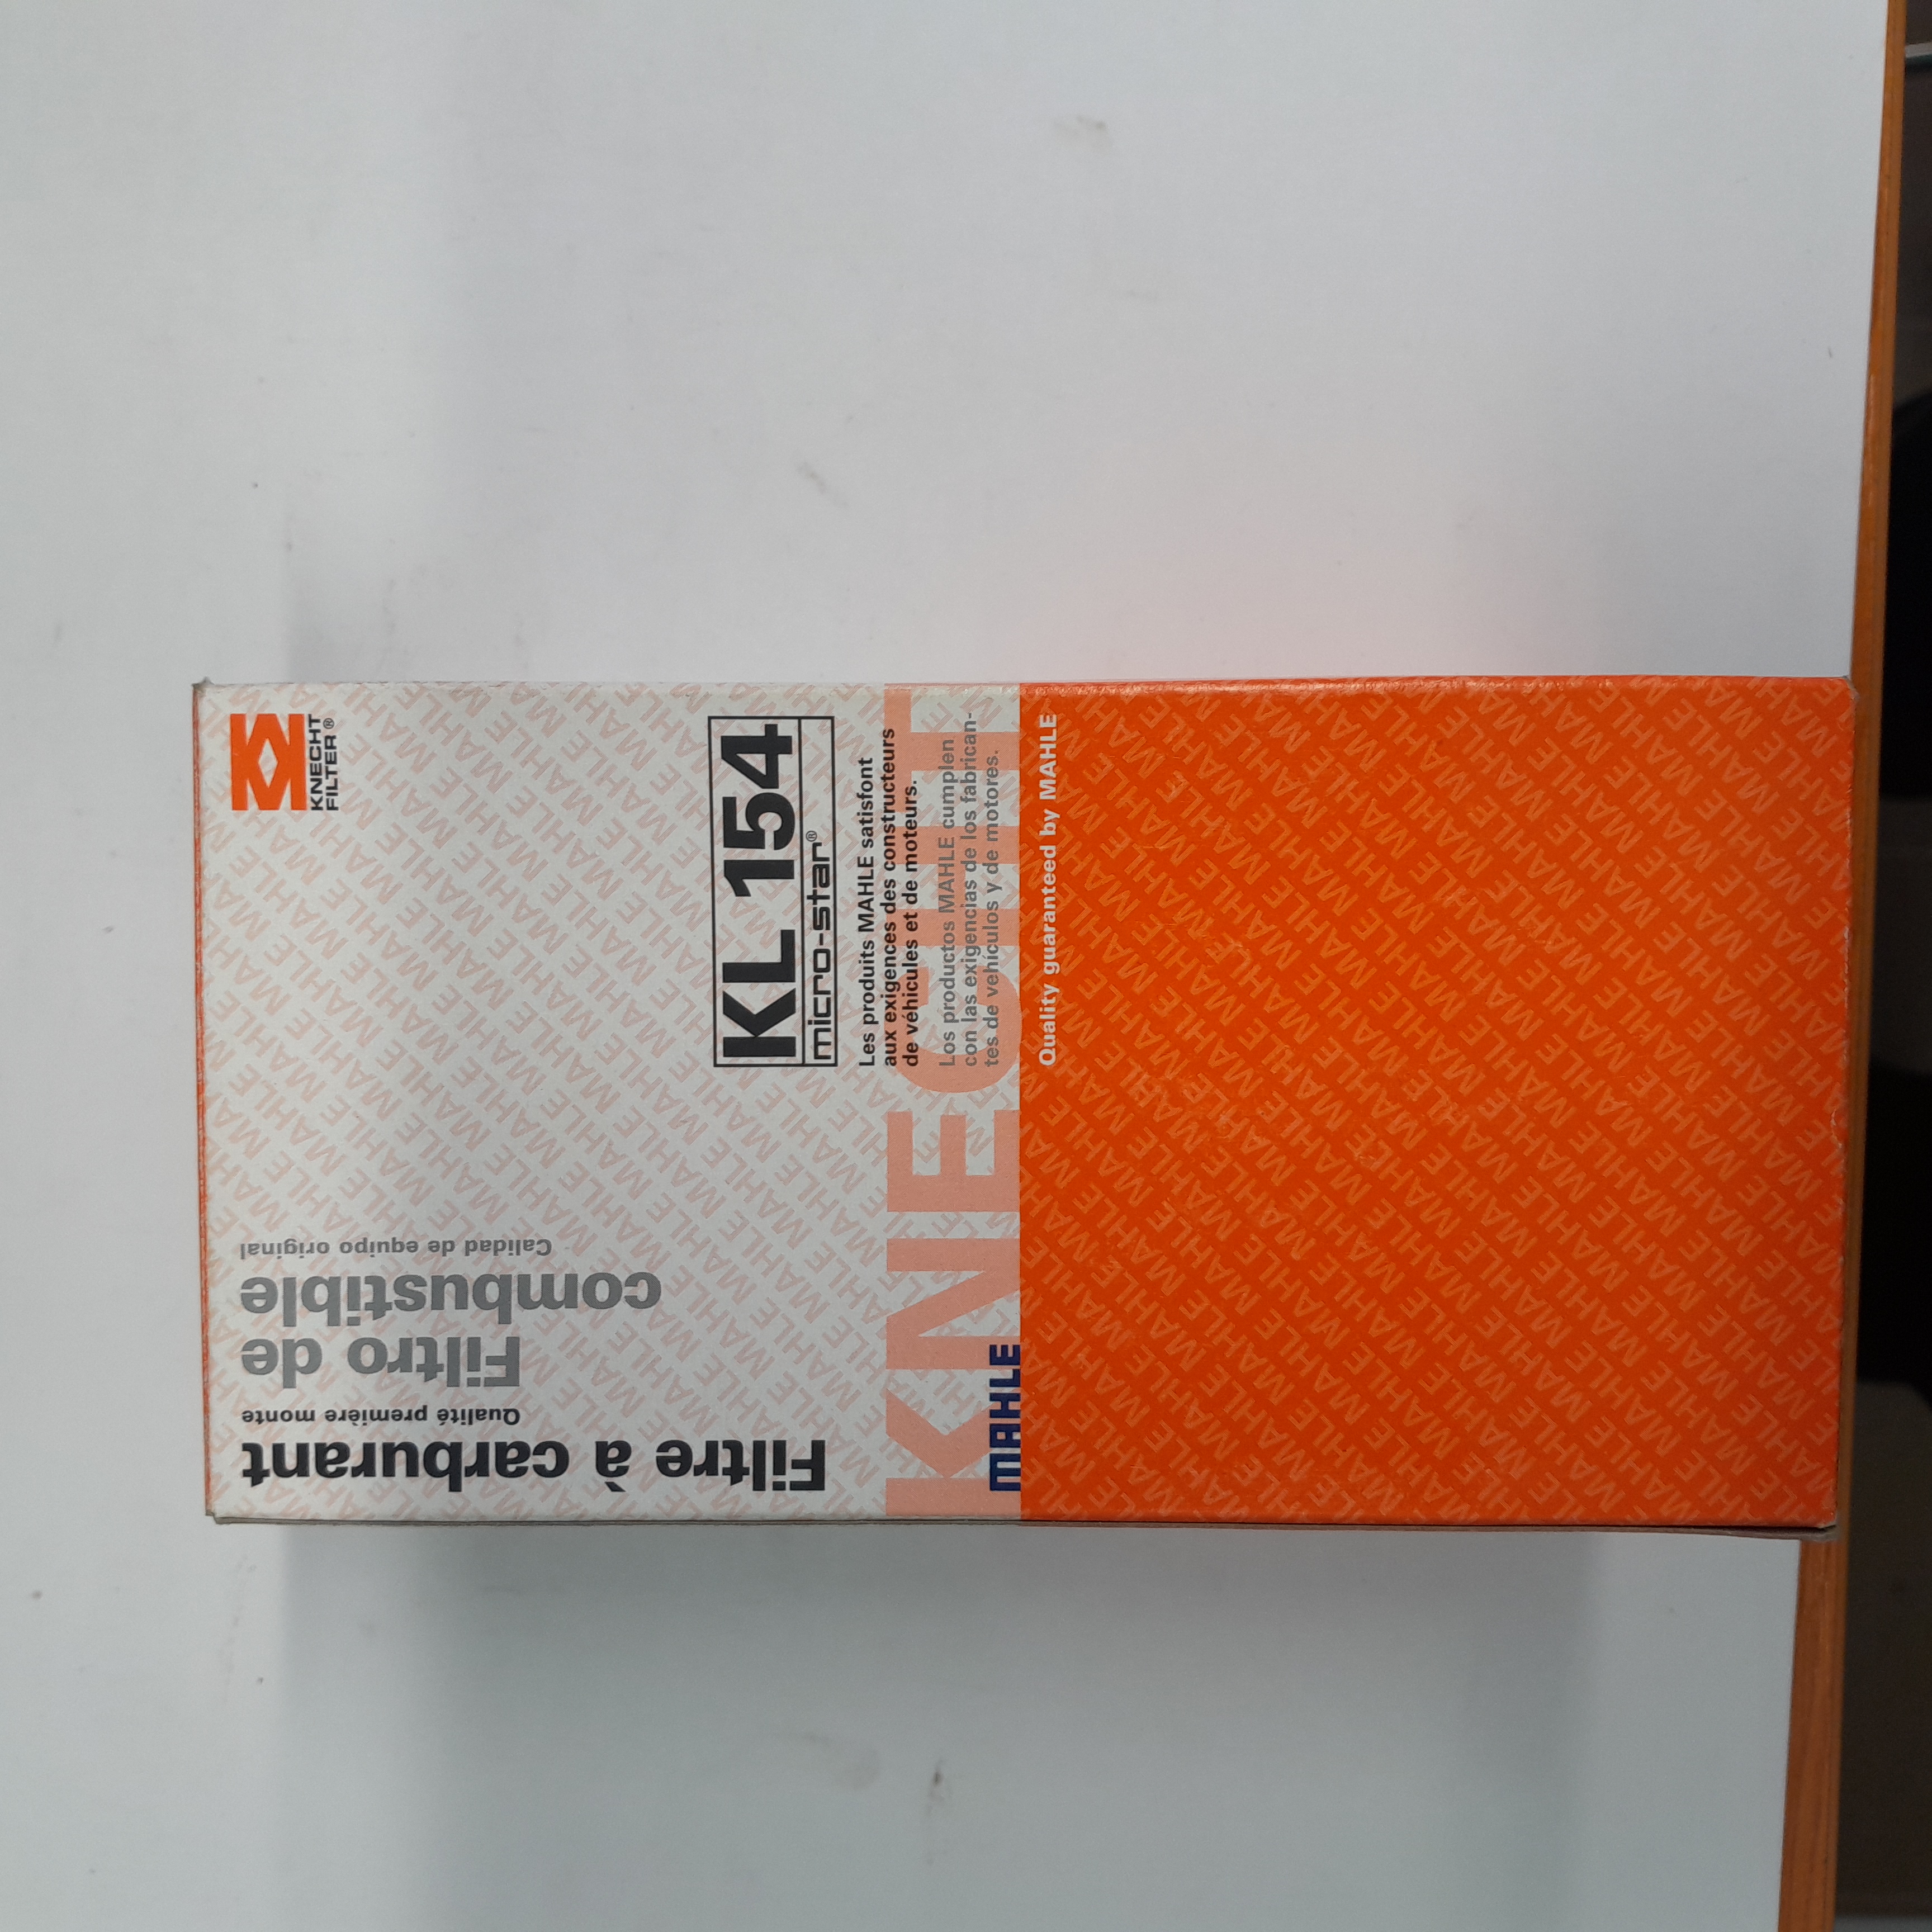 KNECHT
FILTER®
KL 154
micro-star®
Les produits MAHLE satisfont
aux exigences des constructeurs
de véhicules et de moteurs.
Los productos MAHLE cumplen
con las exigencias de los fabrican-
tes de vehículos y de motores.
KNECHT
MAHLE
Quality guaranteed by MAHLE
Filtre à carburant
Qualité première monte
Filtro de
combustible
Calidad de equipo original